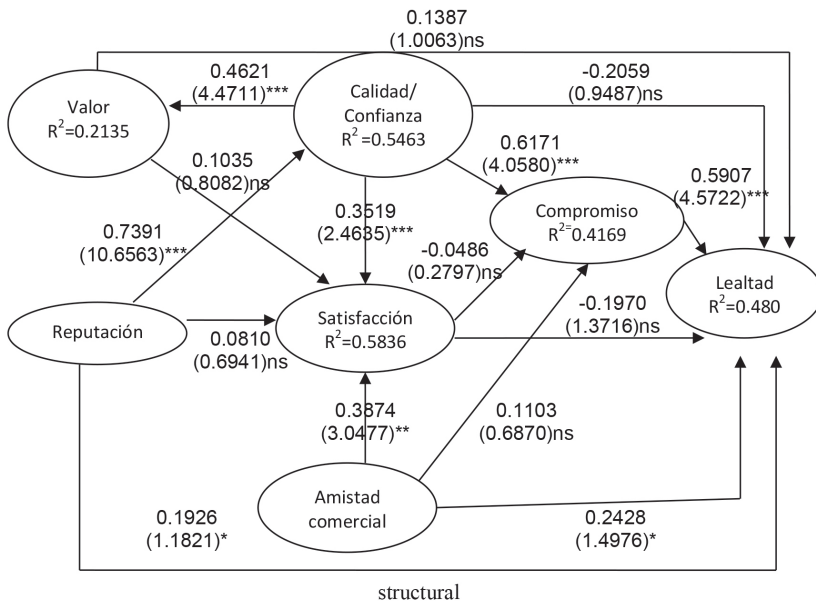 0.1387
(1.0063)ns
0.4621
(4.4711)***
-0.2059
(0.9487)ns
Valor
R²=0.2135
Calidad/
Confianza
R²=0.5463
0.6171
(4.0580)***
0.1035
(0.8082)ns
0.5907
(4.5722)***
0.3519
(2.4635)***
Compromiso
R²=0.4169
0.7391
(10.6563)***
-0.0486
(0.2797)ns
Lealtad
R²=0.480
Reputación
Satisfacción
R²=0.5836
-0.1970
(1.3716)ns
0.0810
(0.6941)ns
0.3874
(3.0477)**
0.1103
(0.6870)ns
Amistad
comercial
0.1926
(1.1821)*
0.2428
(1.4976)*
structural